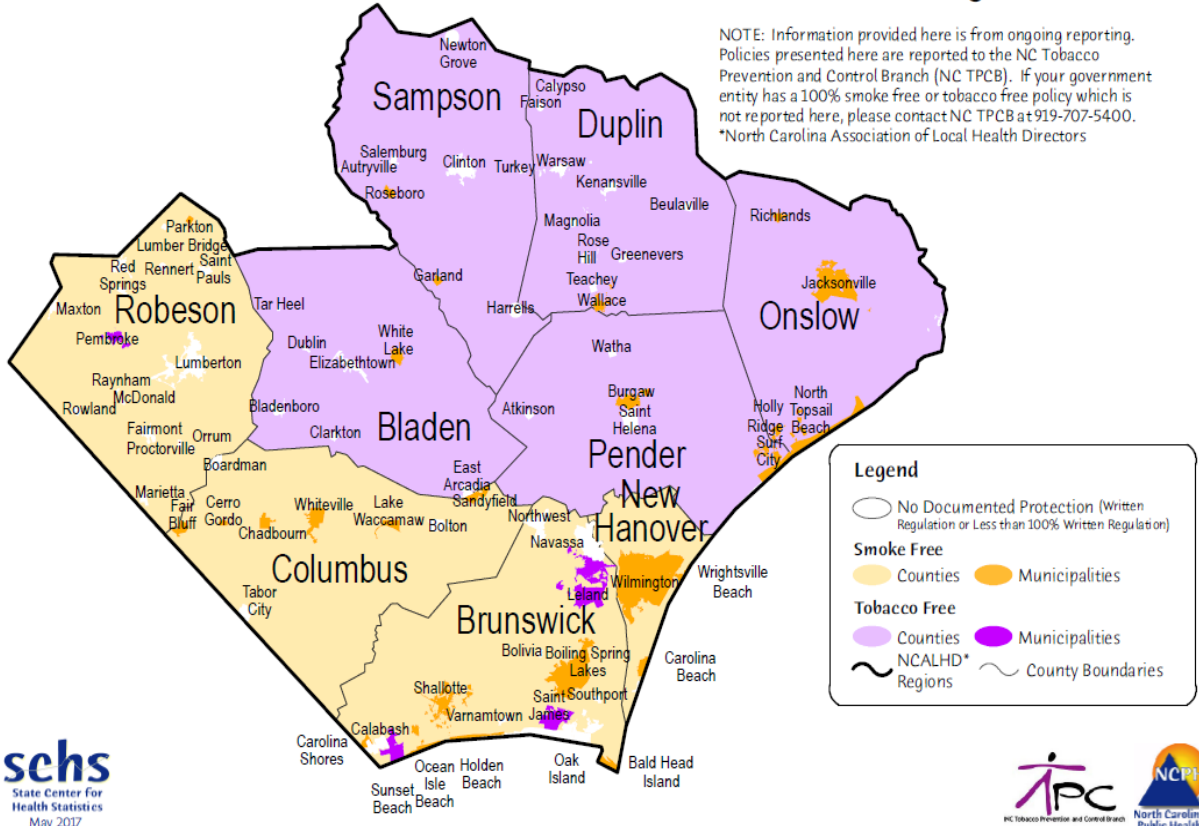 NOTE: Information provided here is from ongoing reporting.
Policies presented here are reported to the NC Tobacco
Prevention and Control Branch (NC TPCB). If your government
entity has a 100% smoke free or tobacco free policy which is
not reported here, please contact NC TPCB at 919-707-5400.
*North Carolina Association of Local Health Directors
Newton
Grove
Sampson
Calypso
Faison
Duplin
Salemburg
Autryville
Clinton
Turkey
Warsaw
Roseboro
Kenansville
Beulaville
Magnolia
Richlands
Rose
Hill
Greenevers
Parkton
Lumber Bridge
Saint
Pauls
Red
Springs
Rennert
Garland
Teachey
Wallace
Jacksonville
Maxton
Robeson
Tar Heel
Harrells
Onslow
Pembroke
Dublin
White
Lake
Elizabethtown
Watha
Lumberton
Raynham
McDonald
Rowland
Bladenboro
Atkinson
Burgaw
Saint
Helena
Holly
Ridge
North
Topsail
Beach
Surf
City
Fairmont
Proctorville
Orrum
Clarkton
Bladen
Pender
Boardman
East
Arcadia
Sandyfield
Marietta
Fair
Bluff
Cerro
Gordo
Whiteville
Lake
Waccamaw
Bolton
Chadbourn
Northwest
Navassa
New
Hanover
Columbus
Leland
Wilmington
Wrightsville
Beach
Tabor
City
Brunswick
Bolivia
Boiling Spring
Lakes
Carolina
Beach
Shallotte
Saint
James
Southport
Varnamtown
Calabash
Carolina
Shores
Sunset
Beach
Ocean
Isle
Beach
Holden
Beach
Oak
Island
Bald Head
Island
Legend
No Documented Protection (Written
Regulation or Less than 100% Written Regulation)
Smoke Free
Counties
Municipalities
Tobacco Free
Counties
Municipalities
NCALHD*
Regions
County Boundaries
schs
State Center for
Health Statistics
May 2017
TPC
NC Tobacco Prevention and Control Branch
NCPH
North Carolina
Public Health